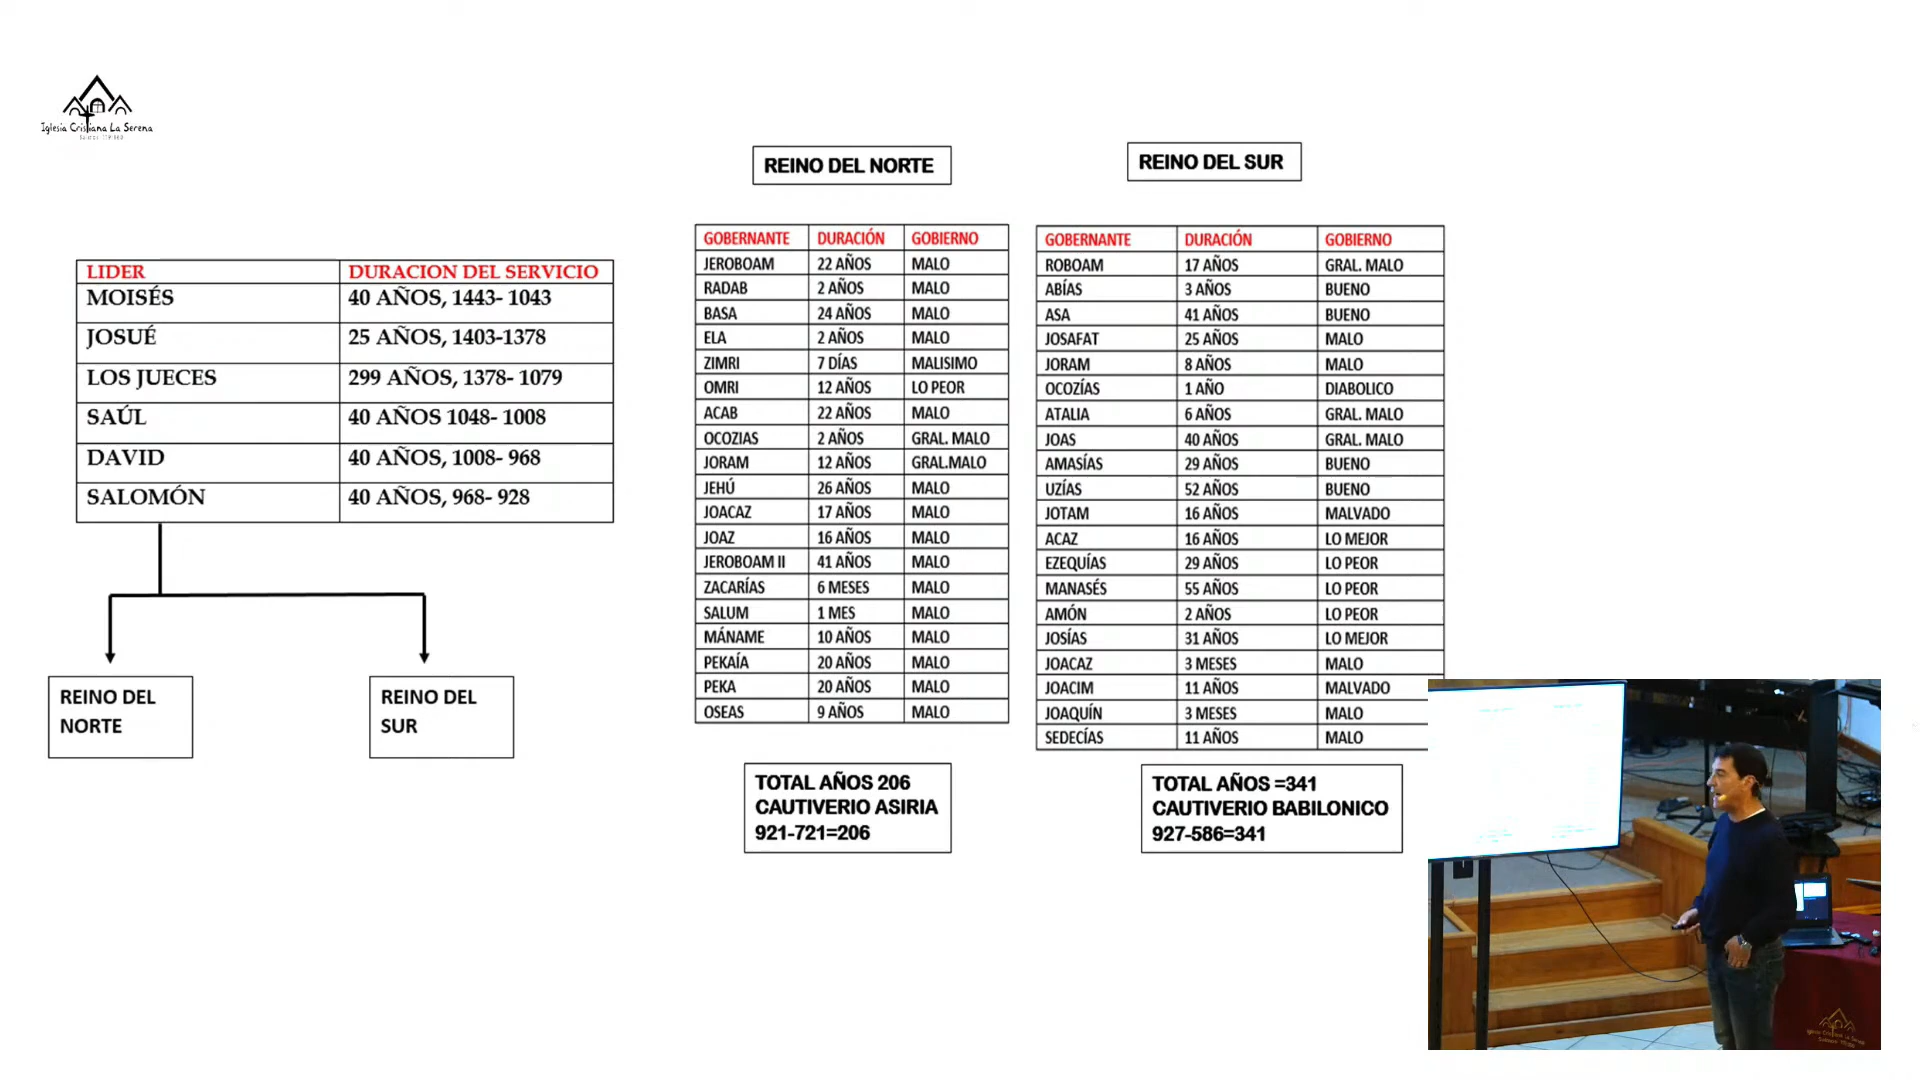 Iglesia Cristiana La Serena
REINO DEL NORTE
REINO DEL SUR
LIDER DURACION DEL SERVICIO
MOISÉS 40 AÑOS, 1443- 1043
JOSUÉ 25 AÑOS, 1403-1378
LOS JUECES 299 AÑOS, 1378- 1079
SAÚL 40 AÑOS 1048- 1008
DAVID 40 AÑOS, 1008- 968
SALOMÓN 40 AÑOS, 968- 928
REINO DEL
NORTE
REINO DEL
SUR
GOBERNANTE DURACIÓN GOBIERNO
JEROBOAM 22 AÑOS MALO
RADAB 2 AÑOS MALO
BASA 24 AÑOS MALO
ELA 2 AÑOS MALO
ZIMRI 7 DÍAS MALISIMO
OMRI 12 AÑOS LO PEOR
ACAB 22 AÑOS MALO
OCOZIAS 2 AÑOS GRAL. MALO
JORAM 12 AÑOS GRAL.MALO
JEHÚ 26 AÑOS MALO
JOACAZ 17 AÑOS MALO
JOAZ 16 AÑOS MALO
JEROBOAM II 41 AÑOS MALO
ZACARÍAS 6 MESES MALO
SALUM 1 MES MALO
MÁNAME 10 AÑOS MALO
PEKAÍA 20 AÑOS MALO
PEKA 20 AÑOS MALO
OSEAS 9 AÑOS MALO
TOTAL AÑOS 206
CAUTIVERIO ASIRIA
921-721=206
GOBERNANTE DURACIÓN GOBIERNO
ROBOAM 17 AÑOS GRAL. MALO
ABÍAS 3 AÑOS BUENO
ASA 41 AÑOS BUENO
JOSAFAT 25 AÑOS MALO
JORAM 8 AÑOS MALO
OCOZÍAS 1 AÑO DIABOLICO
ATALIA 6 AÑOS GRAL. MALO
JOAS 40 AÑOS GRAL. MALO
AMASÍAS 29 AÑOS BUENO
UZÍAS 52 AÑOS BUENO
JOTAM 16 AÑOS MALVADO
ACAZ 16 AÑOS LO MEJOR
EZEQUÍAS 29 AÑOS LO PEOR
MANASÉS 55 AÑOS LO PEOR
AMÓN 2 AÑOS LO PEOR
JOSÍAS 31 AÑOS LO MEJOR
JOACAZ 3 MESES MALO
JOACIM 11 AÑOS MALVADO
JOAQUÍN 3 MESES MALO
SEDECÍAS 11 AÑOS MALO
TOTAL AÑOS =341
CAUTIVERIO BABILONICO
927-586=341
Iglesia Cristiana La Serena